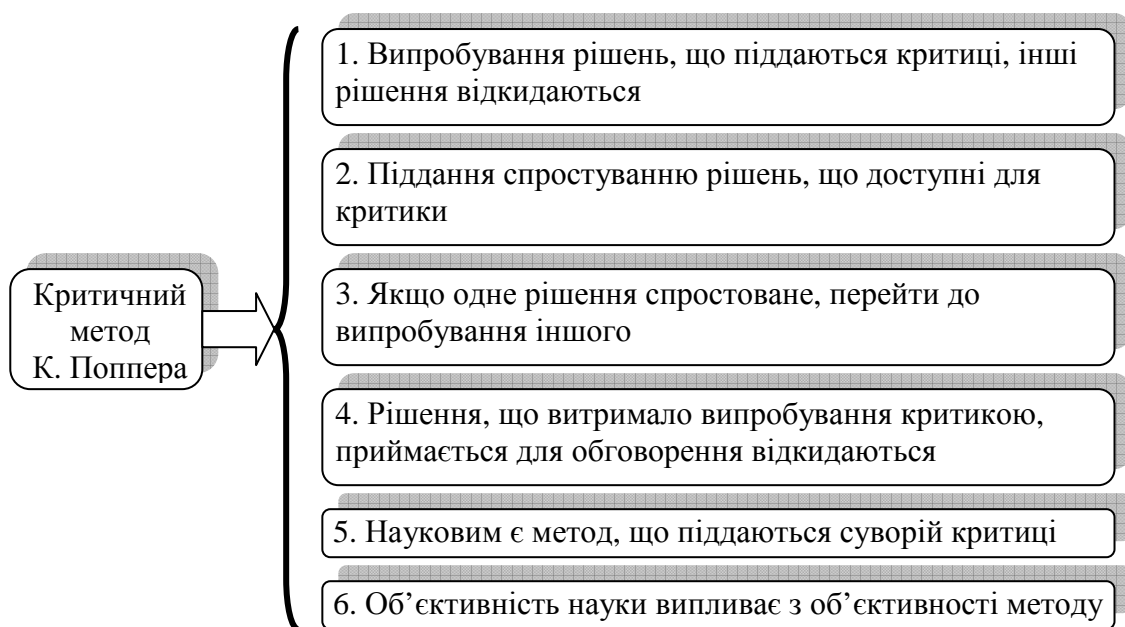 1. Випробування рішень, що піддаються критиці, інші
рішення відкидаються
2. Піддання спростуванню рішень, що доступні для
критики
Критичний
метод
К. Поппера
3. Якщо одне рішення спростоване, перейти до
випробування іншого
4. Рішення, що витримало випробування критикою,
приймається для обговорення відкидаються
5. Науковим є метод, що піддаються суворій критиці
6. Об’єктивність науки випливає з об’єктивності методу